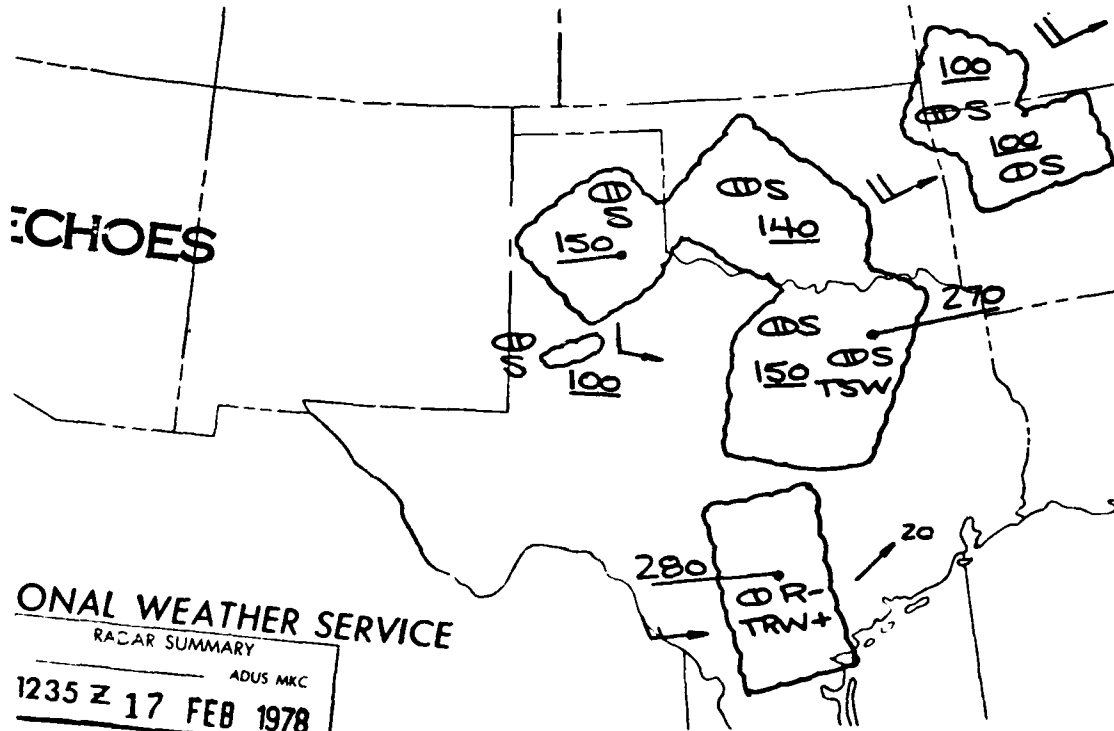 100
S
100
S
S
S
140
150
ECHOES
270
S
S
100
S
150
S
TSW
20
280
R-
TRW+
ONAL WEATHER SERVICE
RADAR SUMMARY
ADUS MKC
1235 Z 17 FEB 1978